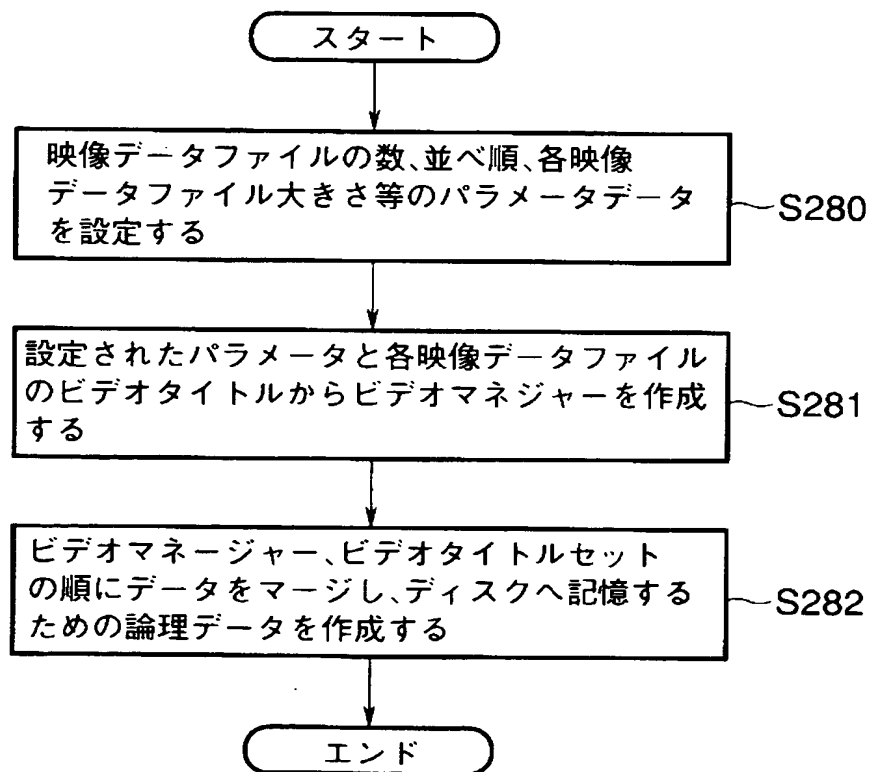 スタート
映像データファイルの数、並べ順、各映像
データファイル大きさ等のパラメータデータ
を設定する
S280
設定されたパラメータと各映像データファイル
のビデオタイトルからビデオマネジャーを作成
する
S281
ビデオマネージャー、ビデオタイトルセット
の順にデータをマージし、ディスクへ記憶する
ための論理データを作成する
S282
エンド